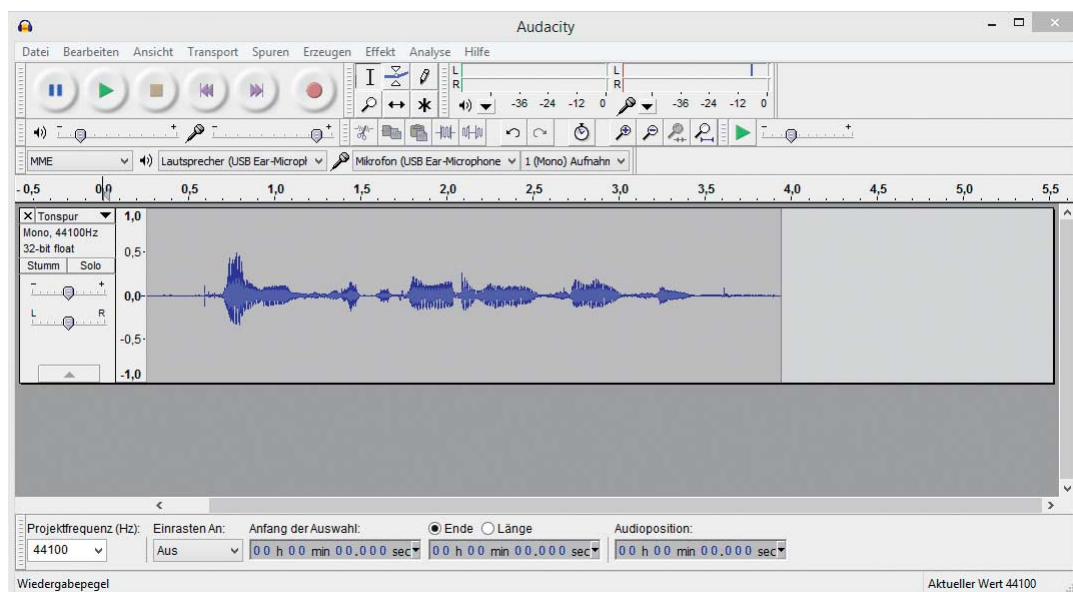 Audacity
Datei Bearbeiten Ansicht Transport Spuren Erzeugen Effekt Analyse Hilfe
L
R
-36 -24 -12 0
L
R
-36 -24 -12 0
MME Lautsprecher (USB Ear-Microph Mikrofon (USB Ear-Microphone 1 (Mono) Aufnahm
- 0,5 0,0 0,5 1,0 1,5 2,0 2,5 3,0 3,5 4,0 4,5 5,0 5,5
X Tonspur
Mono, 44100Hz
32-bit float
Stumm Solo
- +
L R
1,0
0,5
0,0
-0,5
-1,0
Projektfrequenz (Hz): Einrasten An: Anfang der Auswahl: Ende Länge Audioposition:
44100 Aus 00 h 00 min 00.000 sec 00 h 00 min 00.000 sec 00 h 00 min 00.000 sec
Wiedergabepegel Aktueller Wert 44100